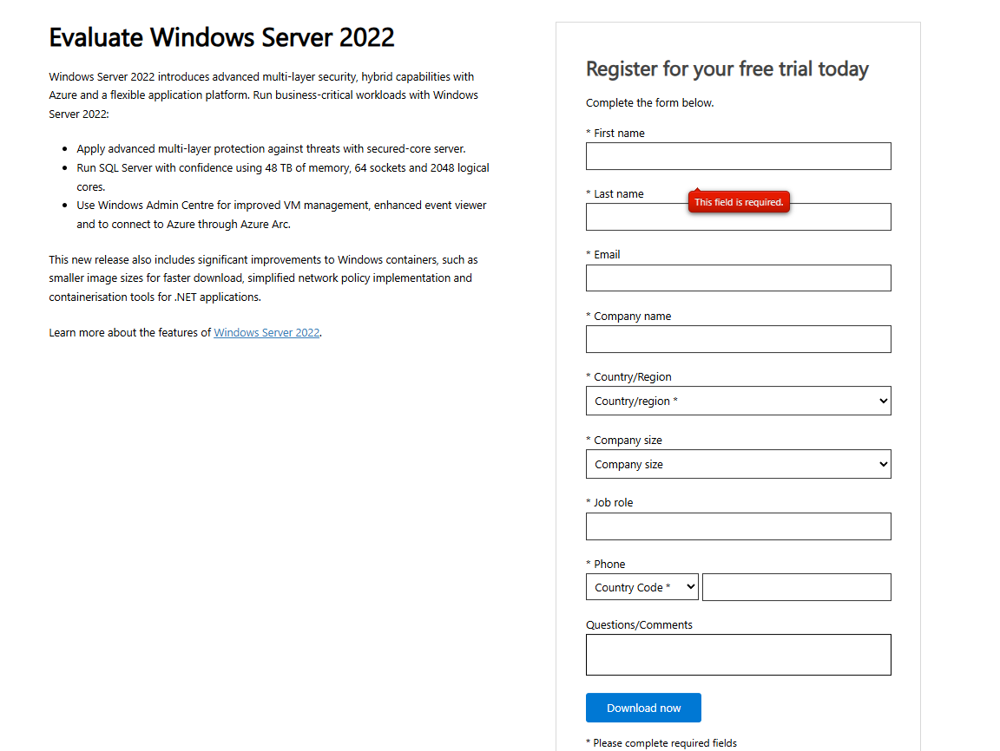 Evaluate Windows Server 2022
Windows Server 2022 introduces advanced multi-layer security, hybrid capabilities with
Azure and a flexible application platform. Run business-critical workloads with Windows
Server 2022:
• Apply advanced multi-layer protection against threats with secured-core server.
• Run SQL Server with confidence using 48 TB of memory, 64 sockets and 2048 logical
cores.
• Use Windows Admin Centre for improved VM management, enhanced event viewer
and to connect to Azure through Azure Arc.
This new release also includes significant improvements to Windows containers, such as
smaller image sizes for faster download, simplified network policy implementation and
containerisation tools for .NET applications.
Learn more about the features of Windows Server 2022.
Register for your free trial today
Complete the form below.
* First name
* Last name
This field is required.
* Email
* Company name
* Country/Region
Country/region *
* Company size
Company size
* Job role
* Phone
Country Code *
Questions/Comments
Download now
* Please complete required fields